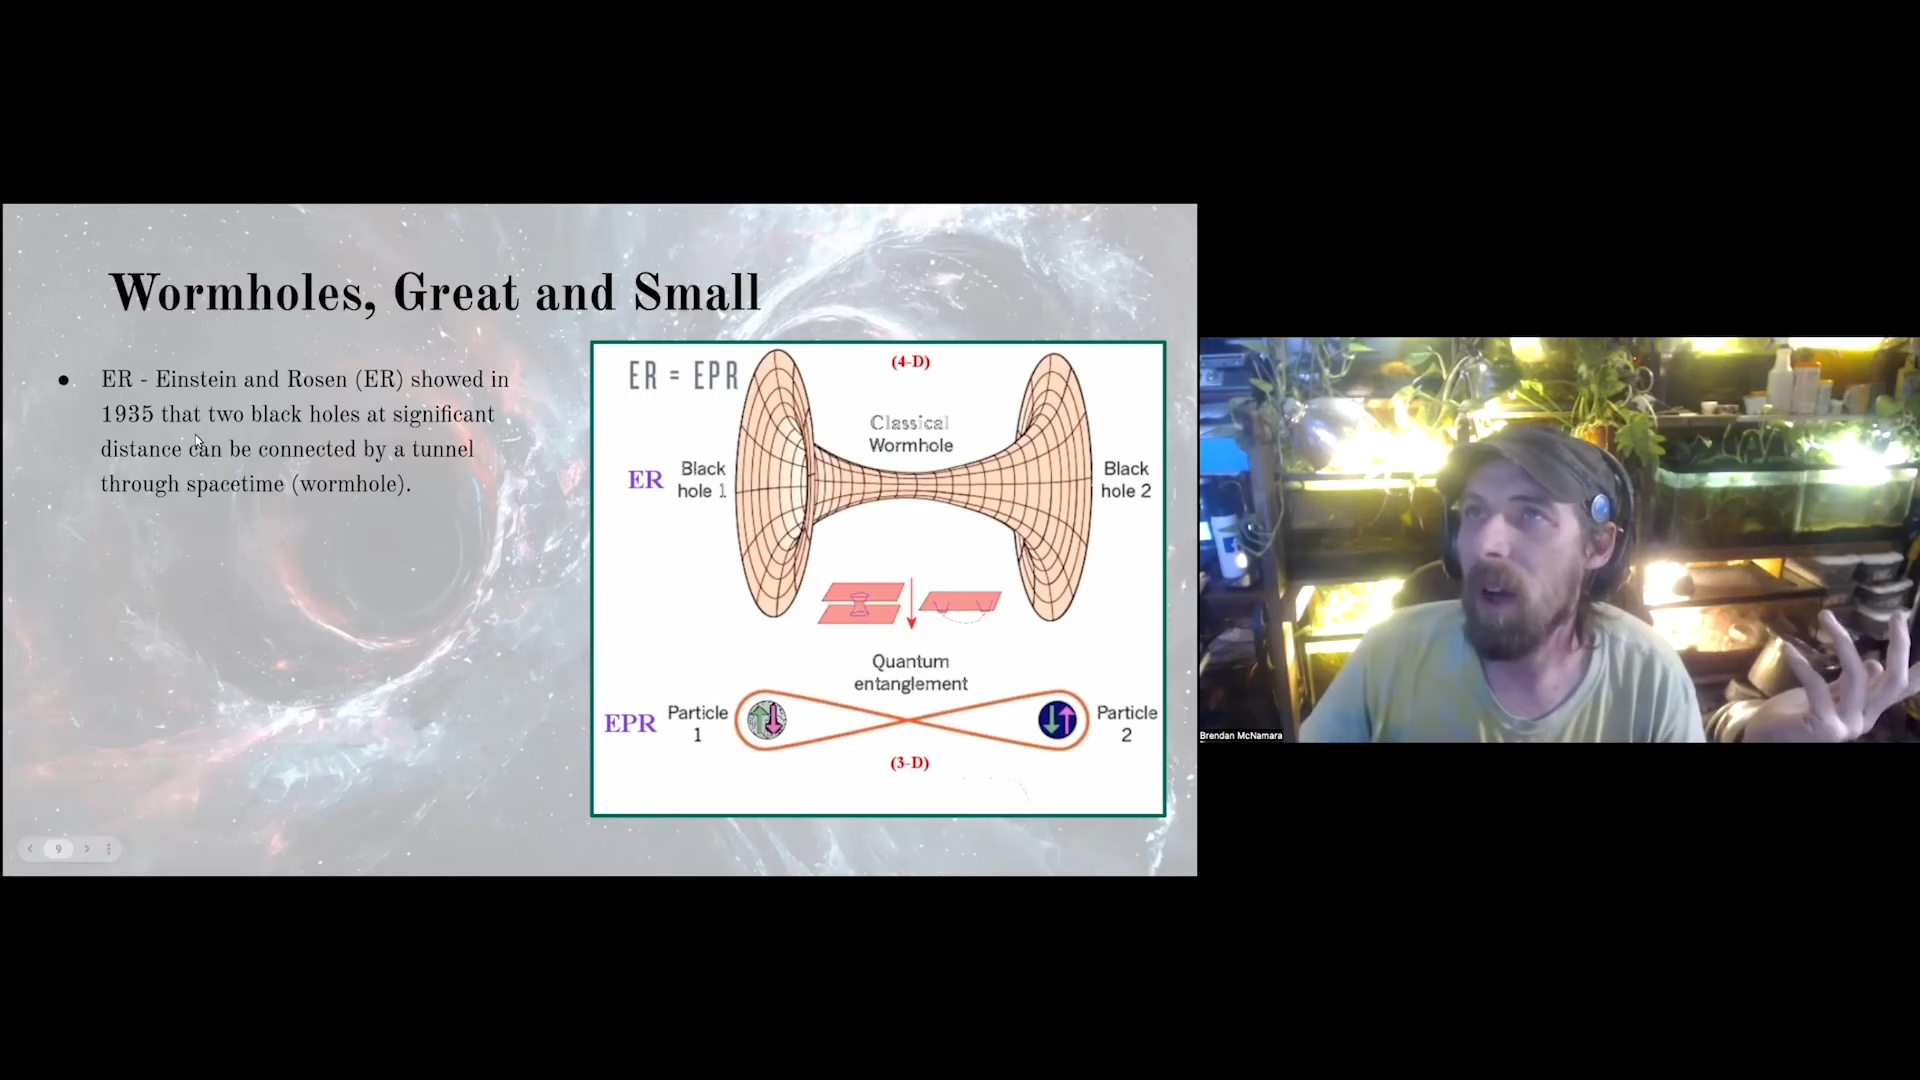 Wormholes, Great and Small
● ER - Einstein and Rosen (ER) showed in
1935 that two black holes at significant
distance can be connected by a tunnel
through spacetime (wormhole).
ER = EPR
(4-D)
Classical
Wormhole
ER
Black
hole 1
Black
hole 2
Quantum
entanglement
EPR
Particle
1
Particle
2
(3-D)
9
Brendan McNamara